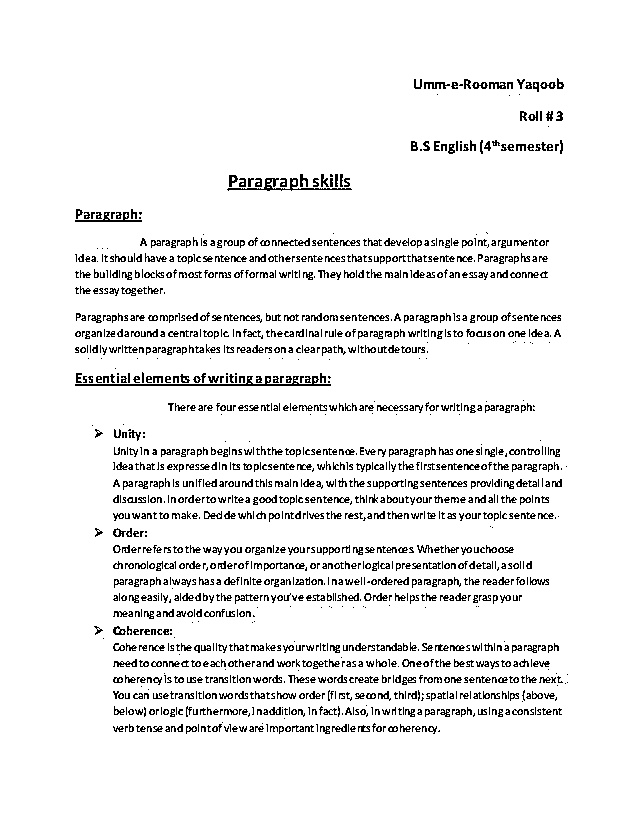 Umm-e-Rooman Yaqoob
Roll # 3
B.S English (4th semester)
Paragraph skills
Paragraph:
A paragraph is a group of connected sentences that develop a single point, argument or
idea. It should have a topic sentence and other sentences that support that sentence. Paragraphs are
the building blocks of most forms of formal writing. They hold the main ideas of an essay and connect
the essay together.
Paragraphs are comprised of sentences, but not random sentences. A paragraph is a group of sentences
organized around a central topic. In fact, the cardinal rule of paragraph writing is to focus on one idea. A
solidly written paragraph takes its readers on a clear path, without detours.
Essential elements of writing a paragraph:
There are four essential elements which are necessary for writing a paragraph:
➢ Unity:
Unity in a paragraph begins with the topic sentence. Every paragraph has one single, controlling
idea that is expressed in its topic sentence, which is typically the first sentence of the paragraph.
A paragraph is unified around this main idea, with the supporting sentences providing detail and
discussion. In order to write a good topic sentence, think about your theme and all the points
you want to make. Decide which point drives the rest, and then write it as your topic sentence.
➢ Order:
Order refers to the way you organize your supporting sentences. Whether you choose
chronological order, order of importance, or another logical presentation of detail, a solid
paragraph always has a definite organization. In a well-ordered paragraph, the reader follows
along easily, aided by the pattern you've established. Order helps the reader grasp your
meaning and avoid confusion.
➢ Coherence:
Coherence is the quality that makes your writing understandable. Sentences within a paragraph
need to connect to each other and work together as a whole. One of the best ways to achieve
coherency is to use transition words. These words create bridges from one sentence to the next.
You can use transition words that show order (first, second, third); spatial relationships (above,
below) or logic (furthermore, in addition, in fact). Also, in writing a paragraph, using a consistent
verb tense and point of view are important ingredients for coherency.